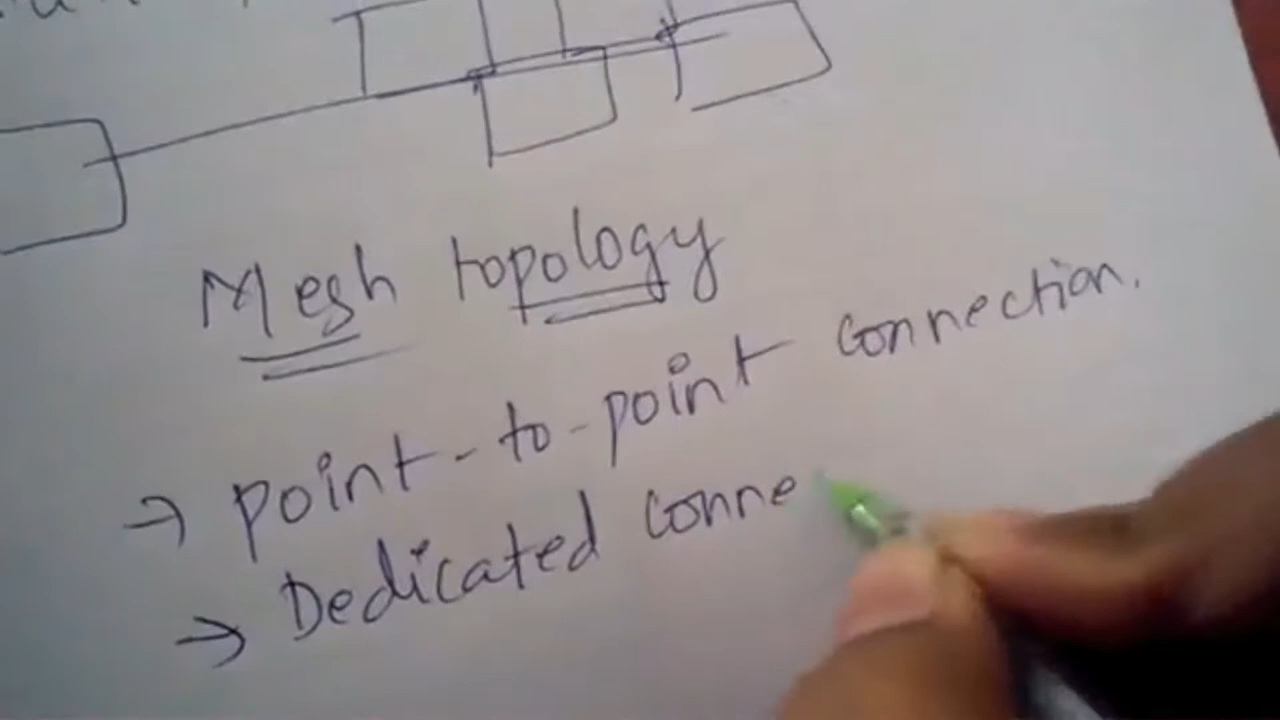 Mesh topology
→ point-to-point connection.
→ Dedicated conne